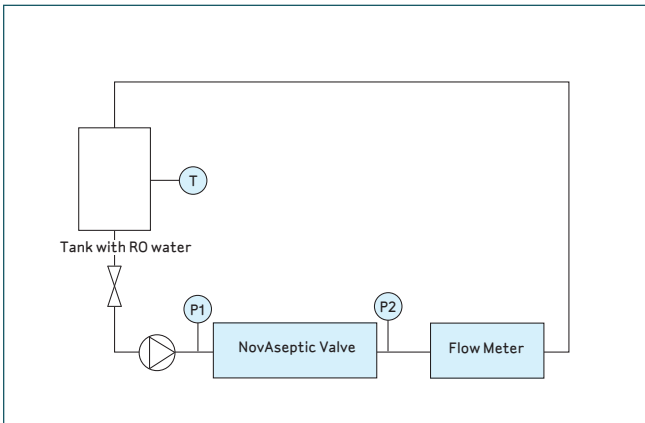 T
Tank with RO water
P1
P2
NovAseptic Valve
Flow Meter